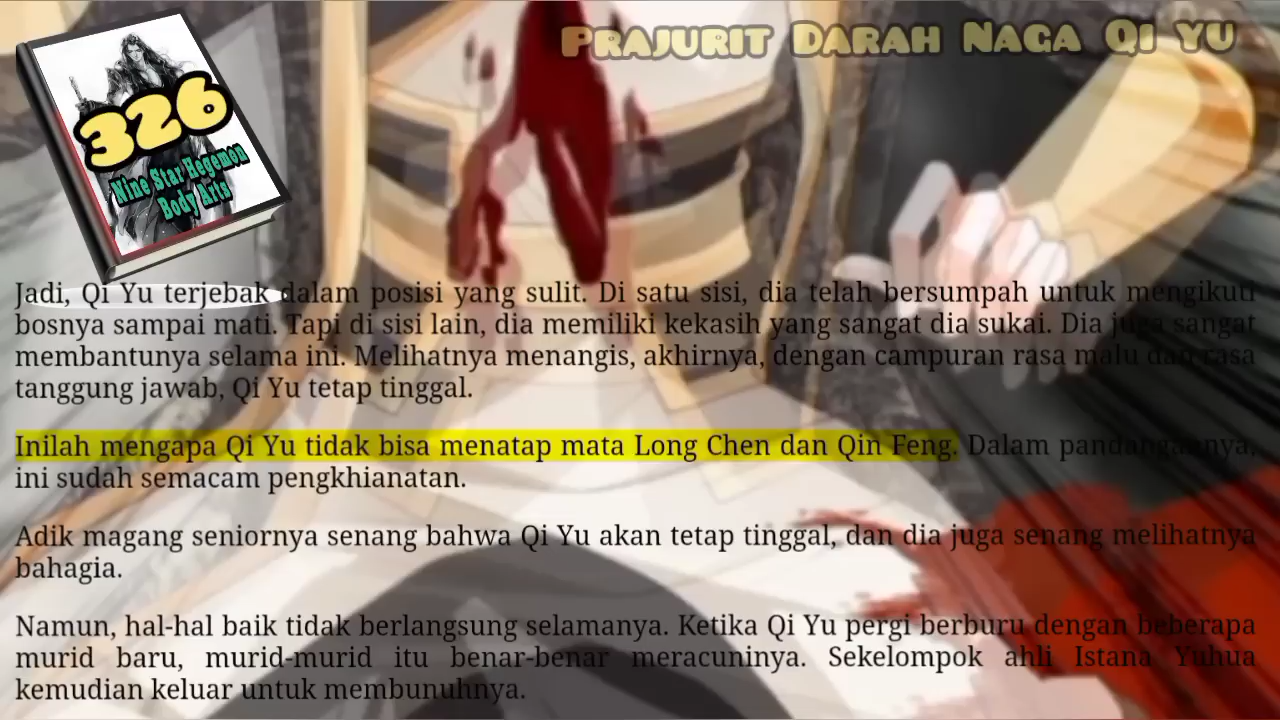 Prajurit Darah Naga Qi yu
326
Nine Star Hegemon
Body Arts
Jadi, Qi Yu terjebak dalam posisi yang sulit. Di satu sisi, dia telah bersumpah untuk mengikuti
bosnya sampai mati. Tapi di sisi lain, dia memiliki kekasih yang sangat dia sukai. Dia juga sangat
membantunya selama ini. Melihatnya menangis, akhirnya, dengan campuran rasa malu dan rasa
tanggung jawab, Qi Yu tetap tinggal.
Inilah mengapa Qi Yu tidak bisa menatap mata Long Chen dan Qin Feng. Dalam pandangannya,
ini sudah semacam pengkhianatan.
Adik magang seniornya senang bahwa Qi Yu akan tetap tinggal, dan dia juga senang melihatnya
bahagia.
Namun, hal-hal baik tidak berlangsung selamanya. Ketika Qi Yu pergi berburu dengan beberapa
murid baru, murid-murid itu benar-benar meracuninya. Sekelompok ahli Istana Yuhua
kemudian keluar untuk membunuhnya.